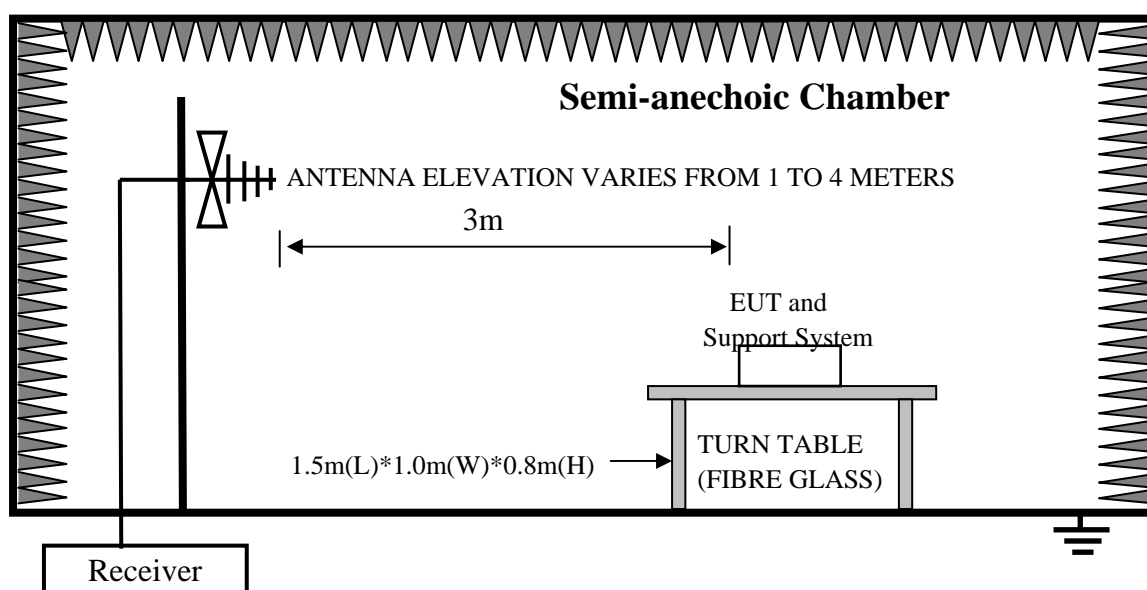 Semi-anechoic Chamber
ANTENNA ELEVATION VARIES FROM 1 TO 4 METERS
3m
EUT and
Support System
TURN TABLE
1.5m(L)*1.0m(W)*0.8m(H)
(FIBRE GLASS)
Receiver